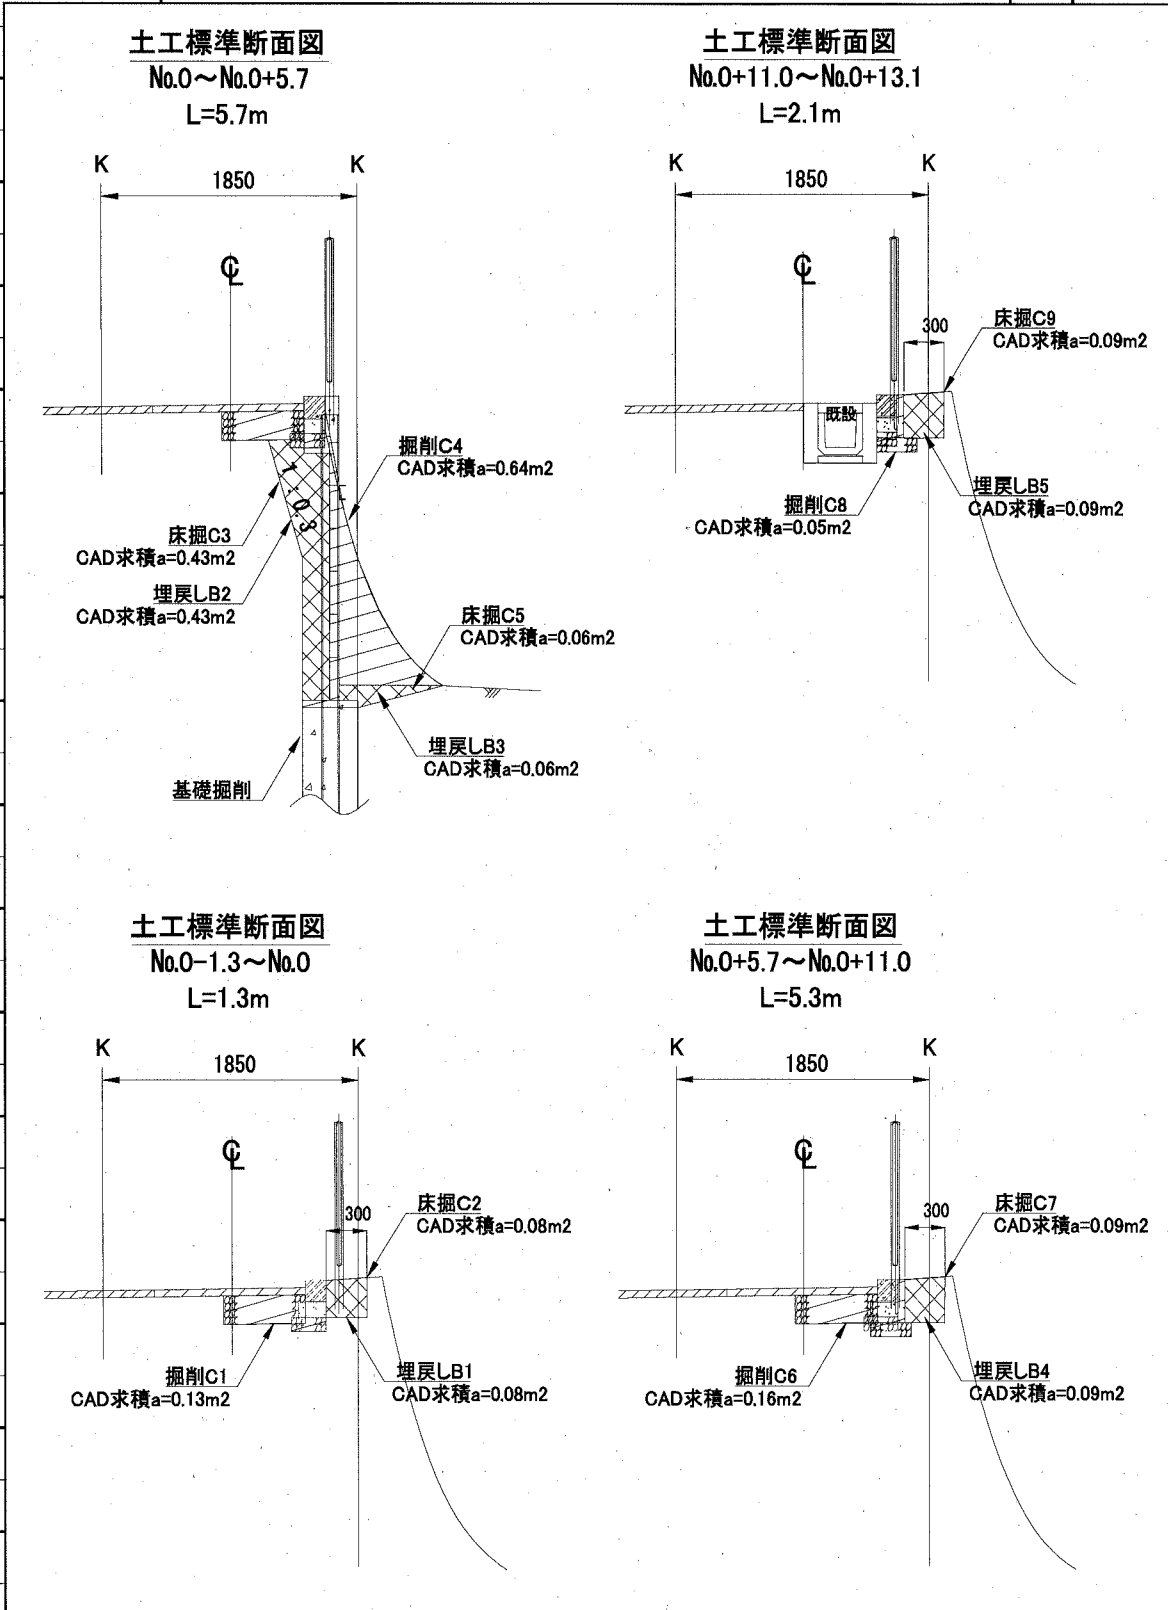 土工標準断面図
No.0～No.0+5.7
L=5.7m
K
K
1850
℄
掘削C4
CAD求積a=0.64m2
1:0.3
床掘C3
CAD求積a=0.43m2
埋戻しB2
CAD求積a=0.43m2
床掘C5
CAD求積a=0.06m2
埋戻しB3
CAD求積a=0.06m2
基礎掘削
土工標準断面図
No.0+11.0～No.0+13.1
L=2.1m
K
K
1850
℄
300
床掘C9
CAD求積a=0.09m2
既設
埋戻しB5
CAD求積a=0.09m2
掘削C8
CAD求積a=0.05m2
土工標準断面図
No.0-1.3～No.0
L=1.3m
K
K
1850
℄
300
床掘C2
CAD求積a=0.08m2
掘削C1
CAD求積a=0.13m2
埋戻しB1
CAD求積a=0.08m2
土工標準断面図
No.0+5.7～No.0+11.0
L=5.3m
K
K
1850
℄
300
床掘C7
CAD求積a=0.09m2
掘削C6
CAD求積a=0.16m2
埋戻しB4
CAD求積a=0.09m2